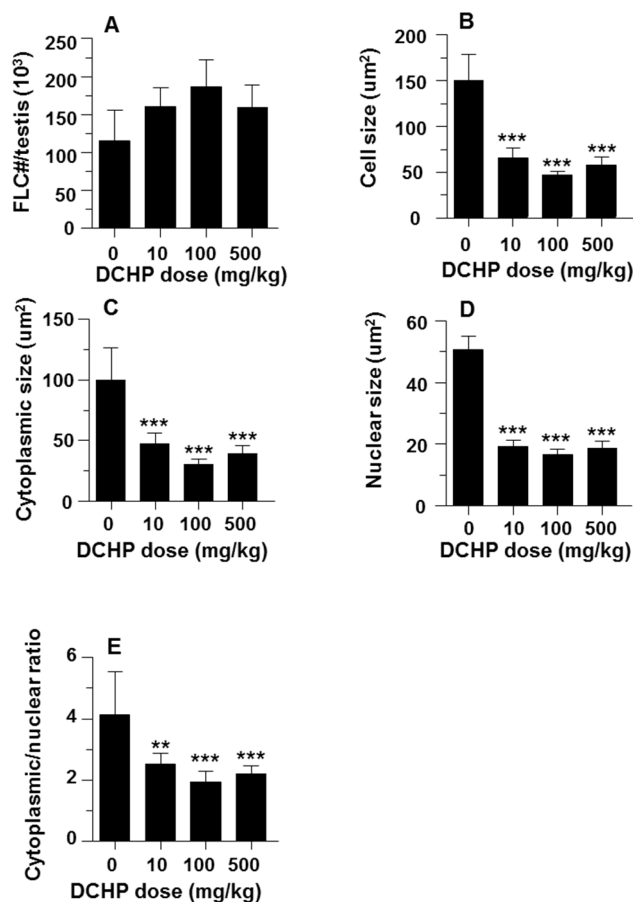 A
FLC#/testis (10³)
250
200
150
100
50
0
0 10 100 500
DCHP dose (mg/kg)
B
Cell size (um²)
200
150
100
50
0
*** *** ***
0 10 100 500
DCHP dose (mg/kg)
C
Cytoplasmic size (um²)
150
100
50
0
*** *** ***
0 10 100 500
DCHP dose (mg/kg)
D
Nuclear size (um²)
60
40
20
0
*** *** ***
0 10 100 500
DCHP dose (mg/kg)
E
Cytoplasmic/nuclear ratio
6
4
2
0
** *** ***
0 10 100 500
DCHP dose (mg/kg)